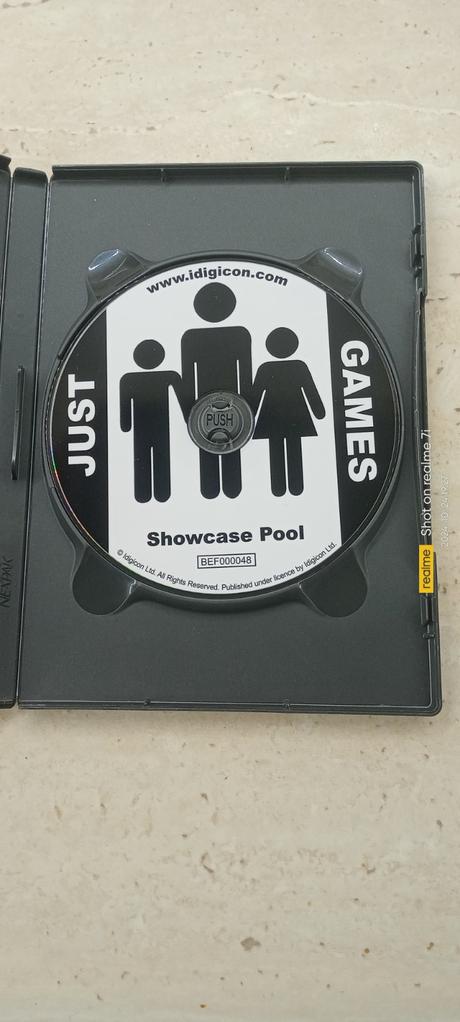 www.idigicon.com
JUST
GAMES
PUSH
Showcase Pool
BEF000048
© Idigicon Ltd. All Rights Reserved. Published under licence by Idigicon Ltd.
NEXPAK
realme
Shot on realme 7i